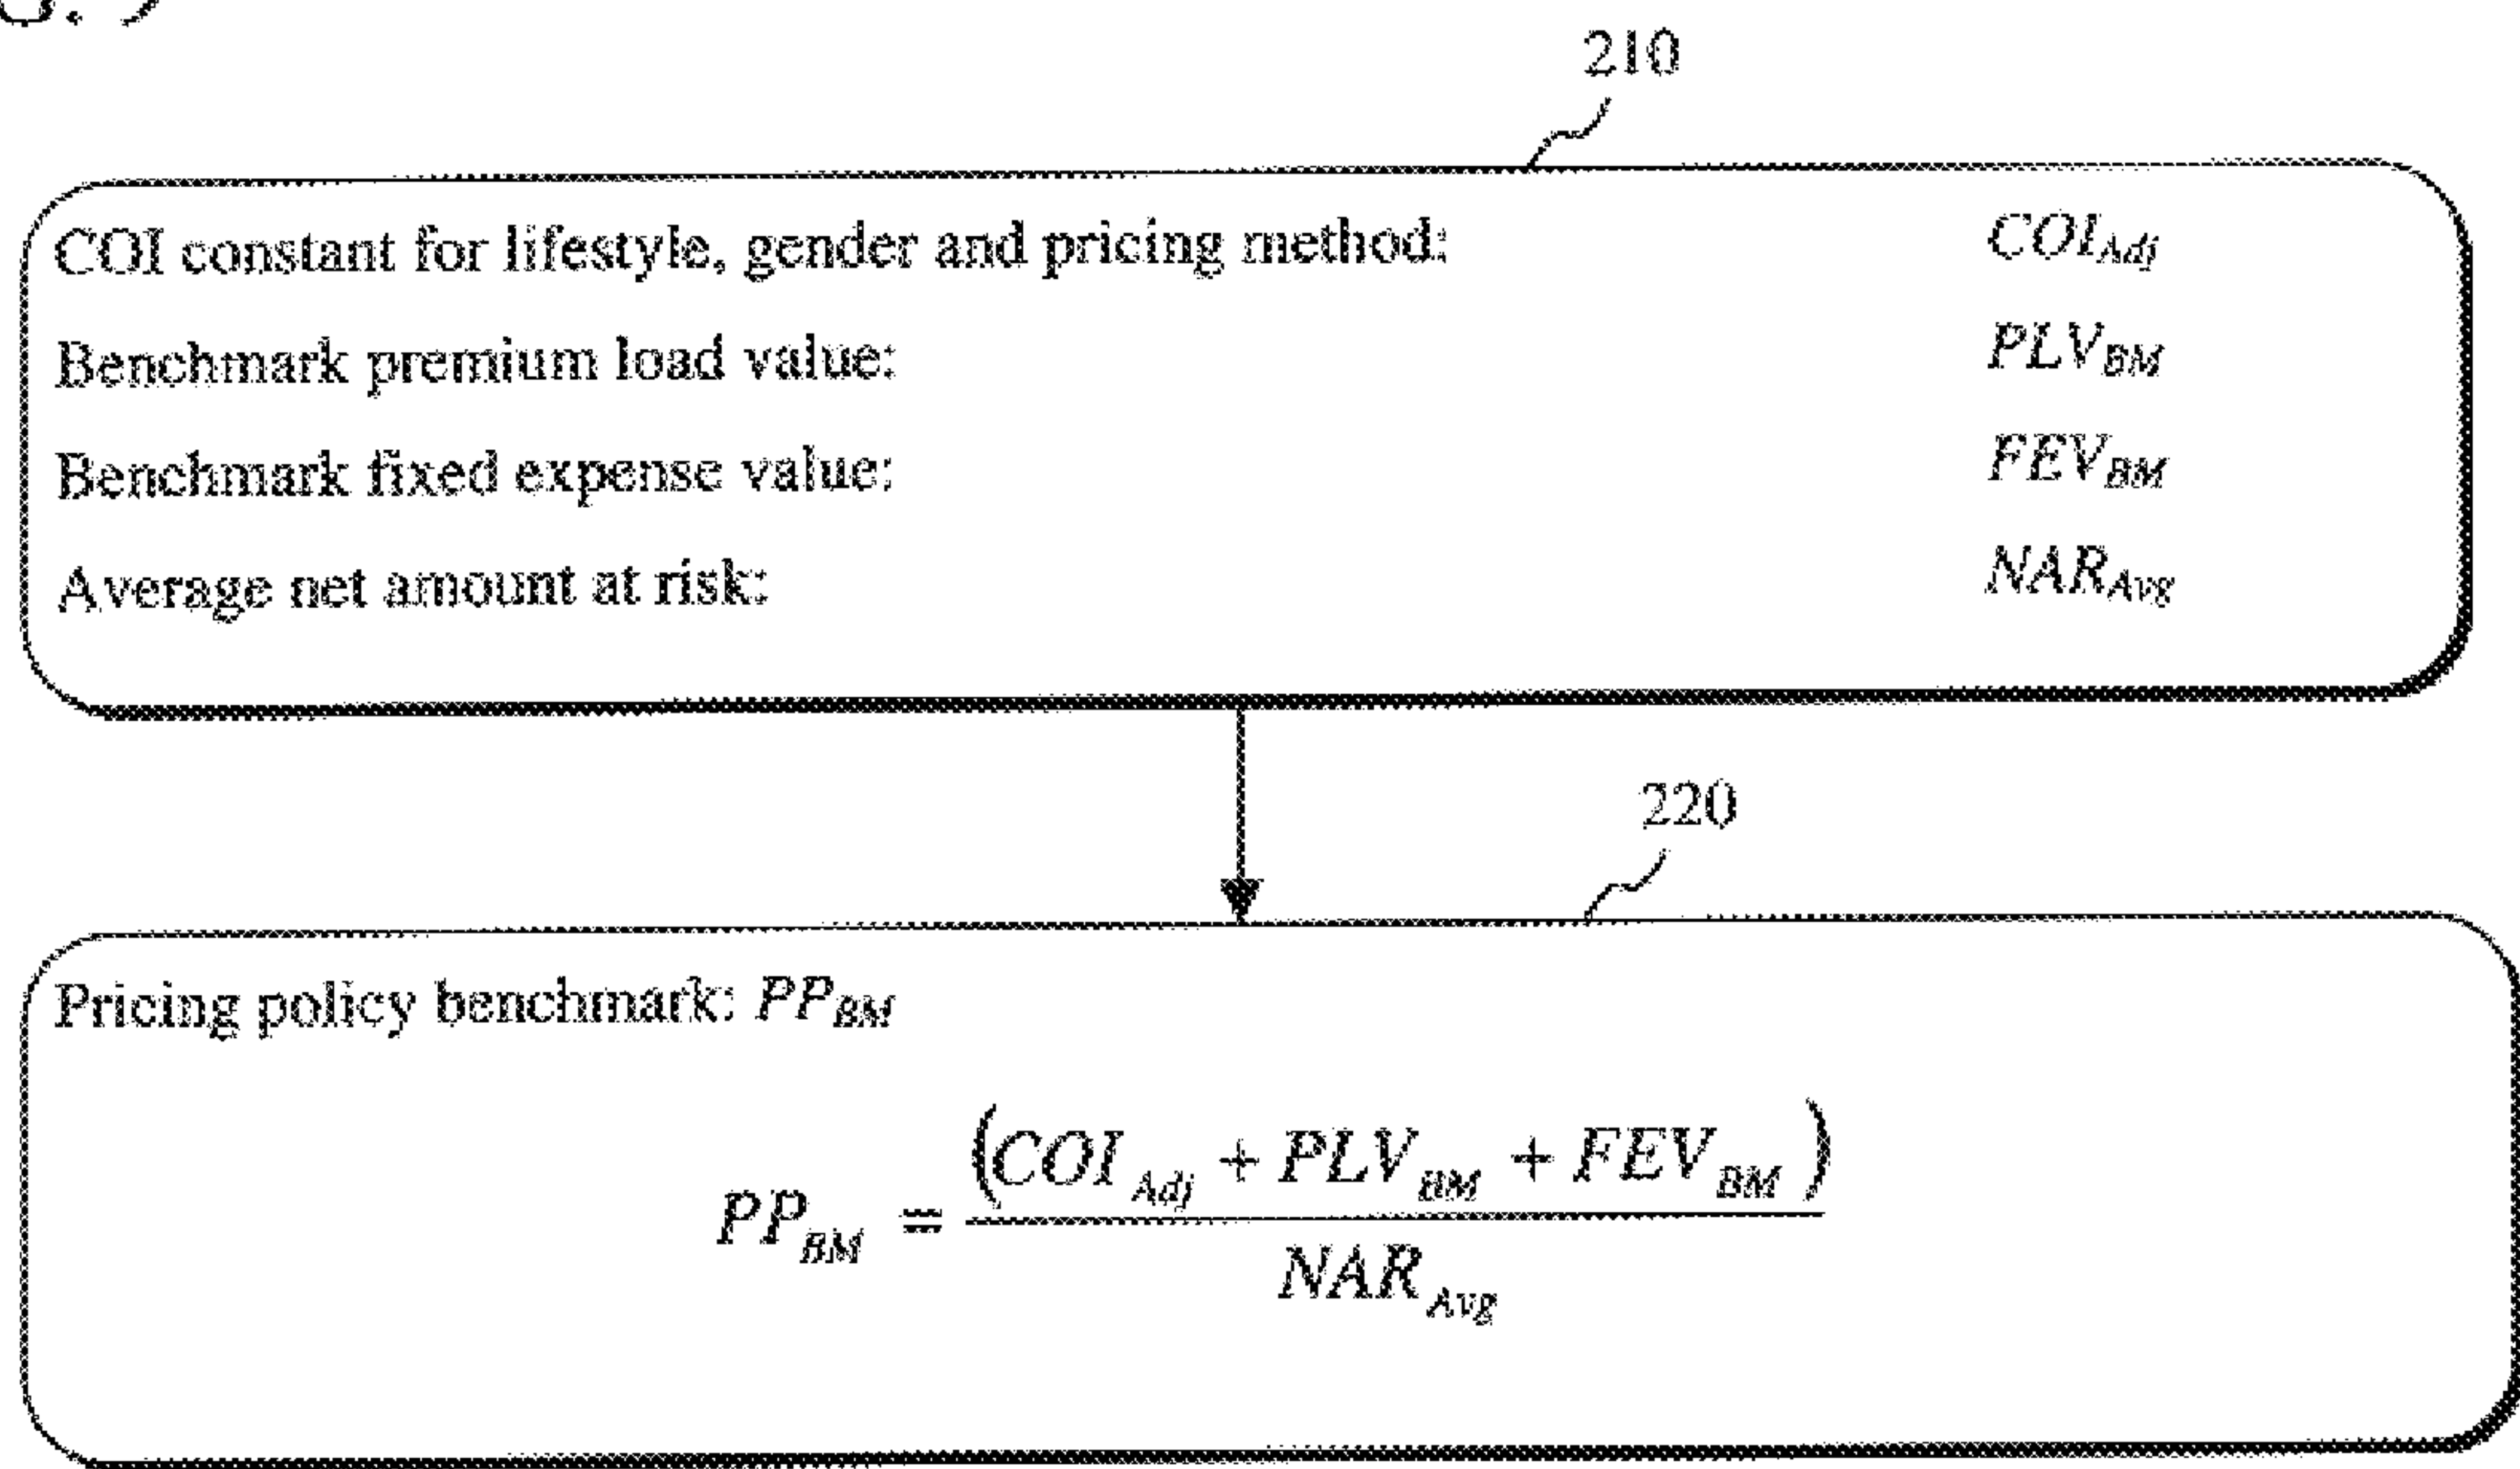 210
COI constant for lifestyle, gender and pricing method: COI_Adj
Benchmark premium load value: PLV_BM
Benchmark fixed expense value: FEV_BM
Average net amount at risk: NAR_Avg
220
Pricing policy benchmark: PP_BM
PP_BM = (COI_Adj + PLV_BM + FEV_BM) / NAR_Avg